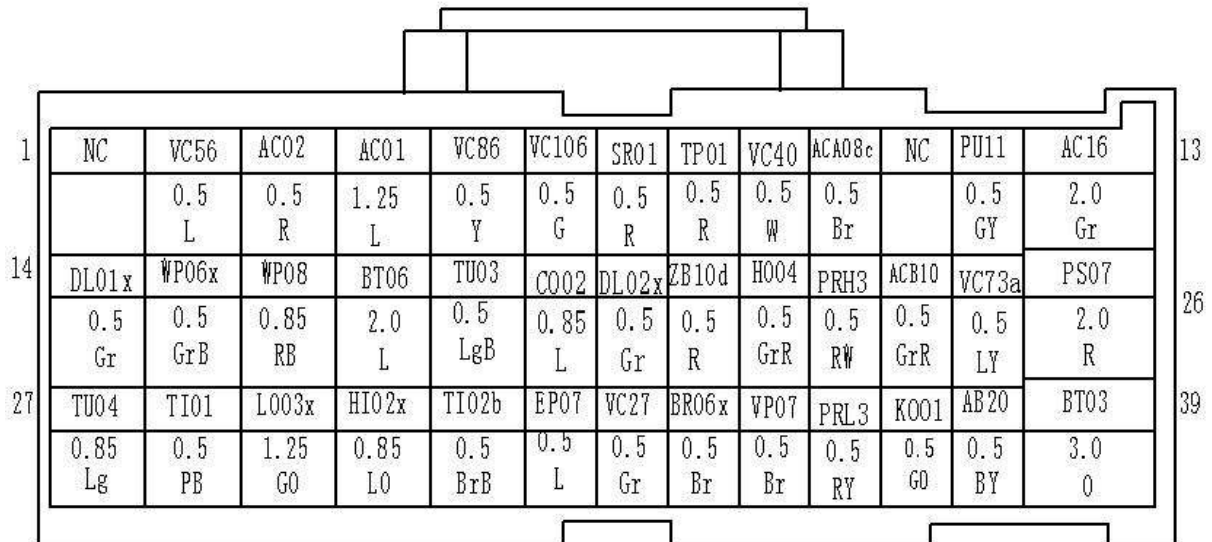 1 NC VC56 AC02 AC01 VC86 VC106 SR01 TP01 VC40 ACA08c NC PU11 AC16 13
0.5 0.5 1.25 0.5 0.5 0.5 0.5 0.5 0.5 0.5 2.0
L R L Y G R R W Br GY Gr
14 DL01x WP06x WP08 BT06 TU03 CO02 DL02x ZB10d HO04 PRH3 ACB10 VC73a PS07 26
0.5 0.5 0.85 2.0 0.5 0.85 0.5 0.5 0.5 0.5 0.5 0.5 2.0
Gr GrB RB L LgB L Gr R GrR RW GrR LY R
27 TU04 TI01 LO03x HI02x TI02b EP07 VC27 BR06x VP07 PRL3 KO01 AB20 BT03 39
0.85 0.5 1.25 0.85 0.5 0.5 0.5 0.5 0.5 0.5 0.5 0.5 3.0
Lg PB GO LO BrB L Gr Br Br RY GO BY O